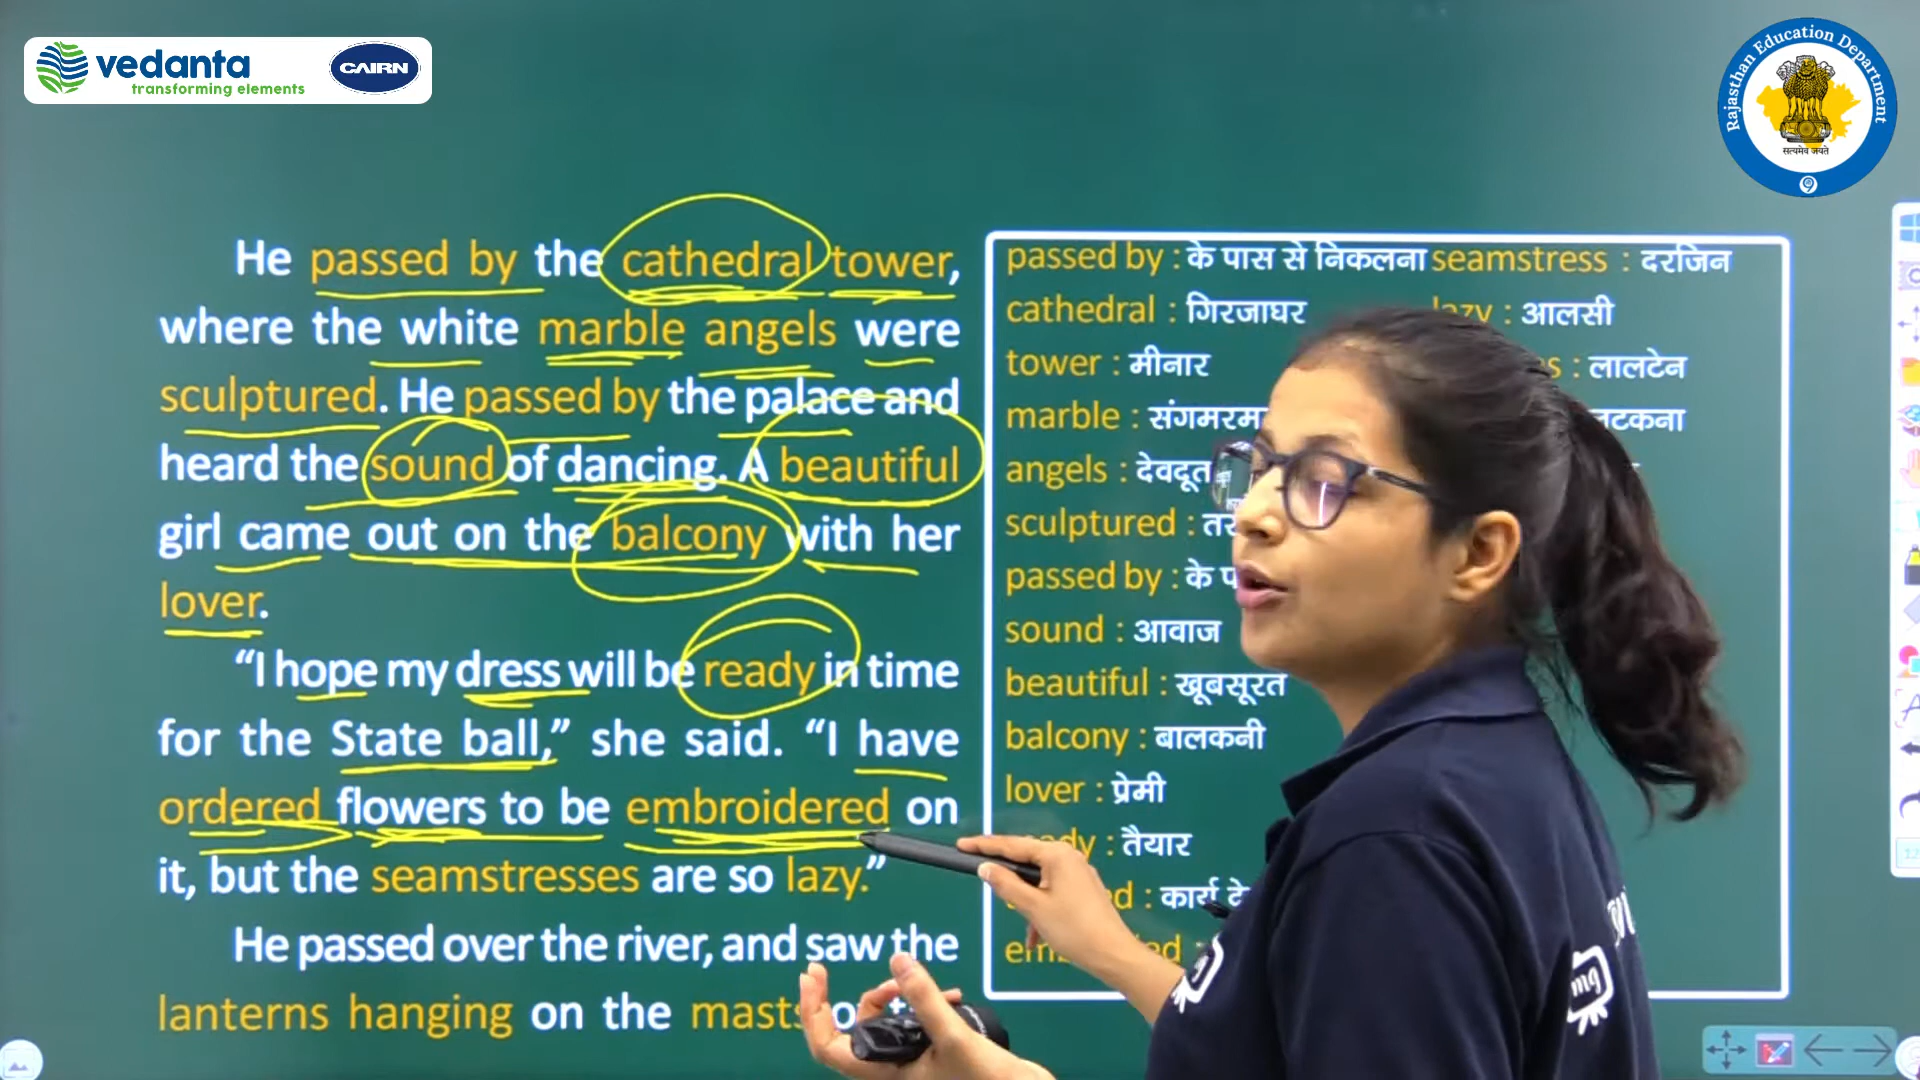 vedanta
transforming elements
CAIRN
Rajasthan Education Department
सत्यमेव जयते
He passed by the cathedral tower,
where the white marble angels were
sculptured. He passed by the palace and
heard the sound of dancing. A beautiful
girl came out on the balcony with her
lover.
“I hope my dress will be ready in time
for the State ball,” she said. “I have
ordered flowers to be embroidered on
it, but the seamstresses are so lazy.”
He passed over the river, and saw the
lanterns hanging on the masts
passed by : के पास से निकलना
cathedral : गिरजाघर
tower : मीनार
marble :
angels : देवदूत
sculptured :
passed by : के
sound : आवाज
beautiful : खूबसूरत
balcony : बालकनी
lover : प्रेमी
: तैयार
: कार्य
seamstress : दरजिन
: आलसी
: लालटेन
mg